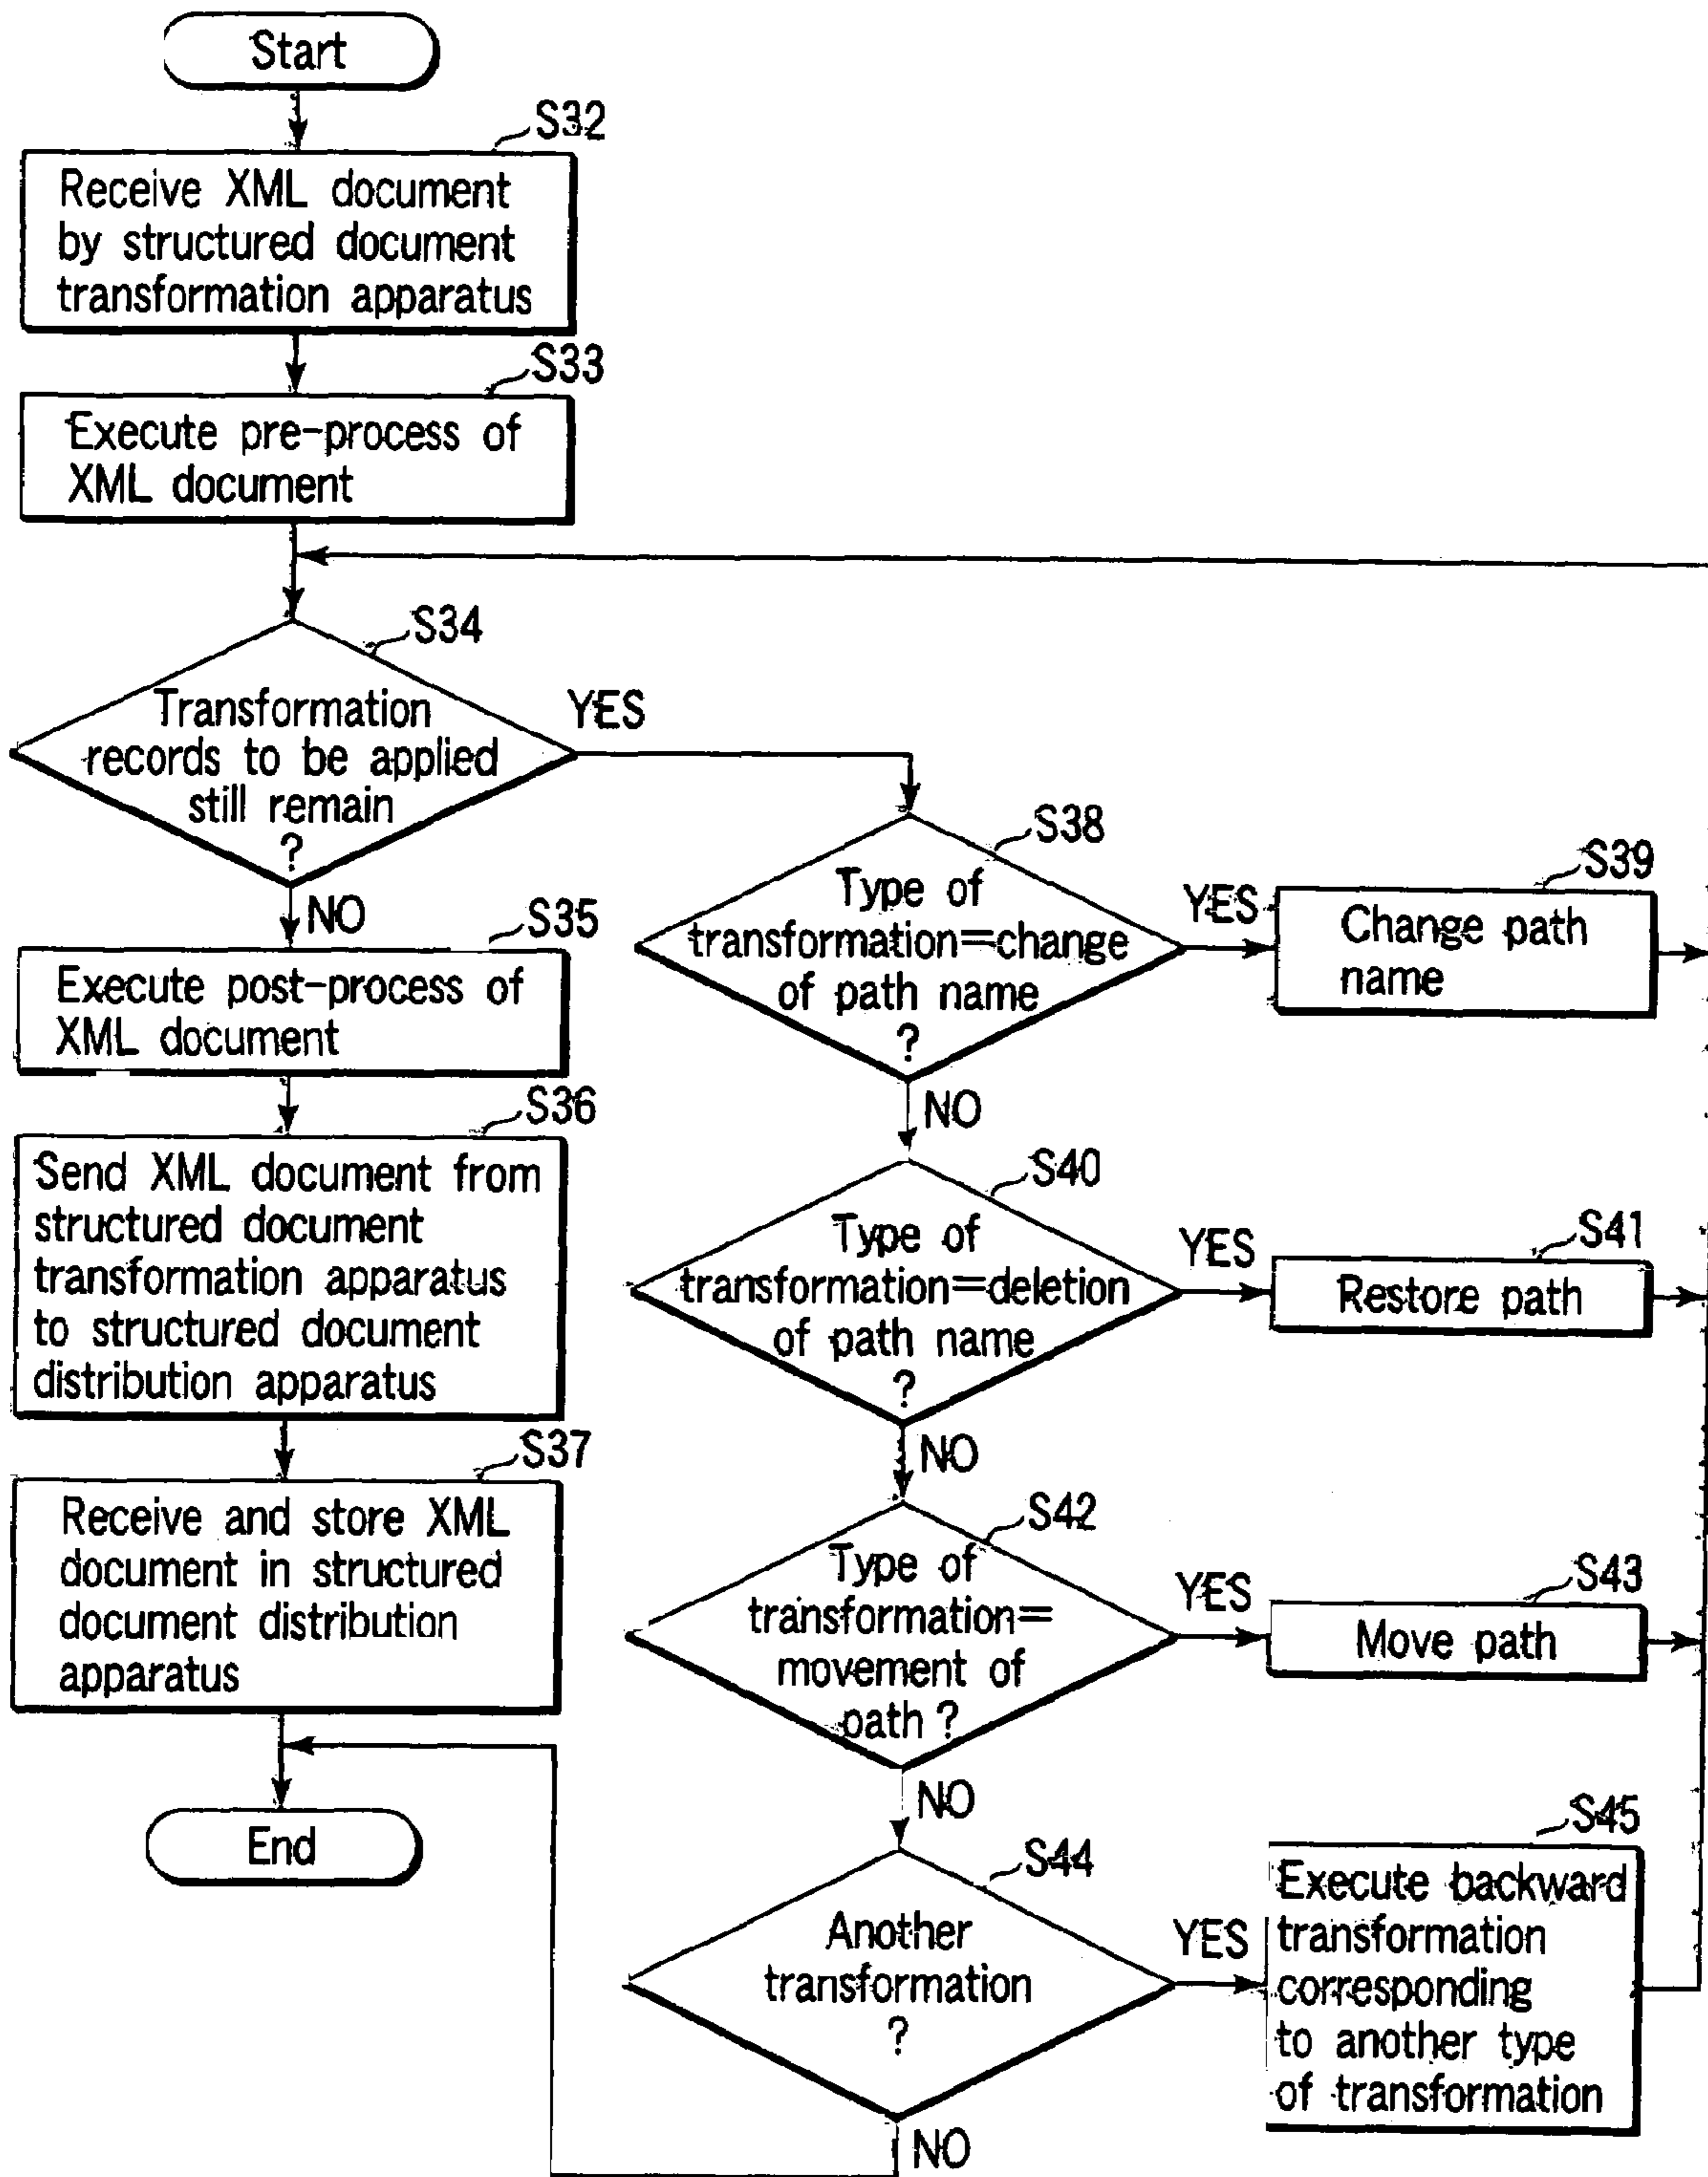 Start
S32
Receive XML document
by structured document
transformation apparatus
S33
Execute pre-process of
XML document
S34
Transformation
records to be applied
still remain
?
YES
NO
S35
Execute post-process of
XML document
S36
Send XML document from
structured document
transformation apparatus
to structured document
distribution apparatus
S37
Receive and store XML
document in structured
document distribution
apparatus
End
S38
Type of
transformation=change
of path name
?
YES
S39
Change path
name
NO
S40
Type of
transformation=deletion
of path name
?
YES
S41
Restore path
NO
S42
Type of
transformation=
movement of
path ?
YES
S43
Move path
NO
S44
Another
transformation
?
YES
S45
Execute backward
transformation
corresponding
to another type
of transformation
NO